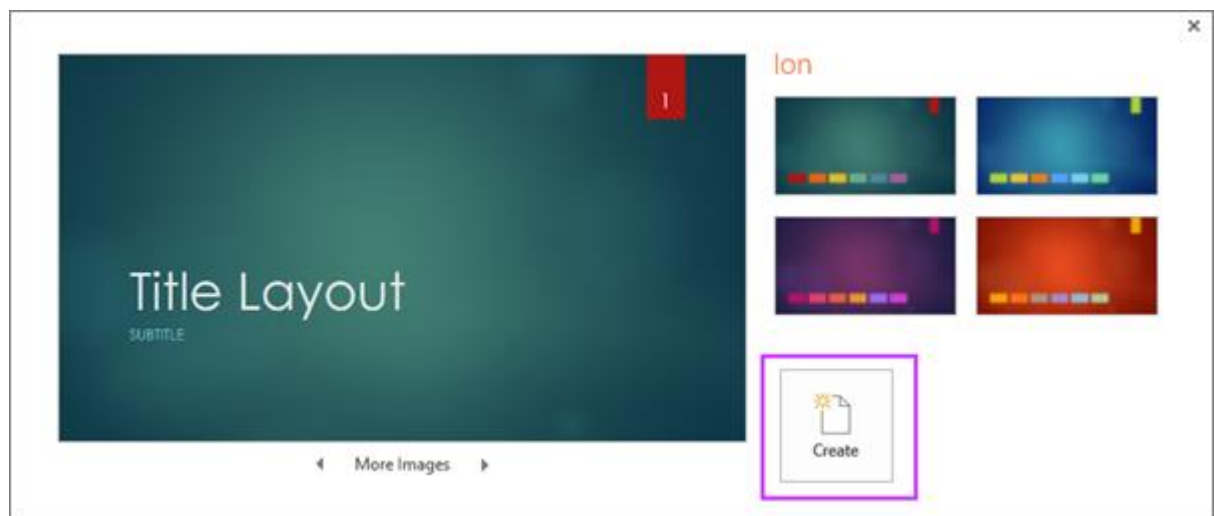 Ion
1
Title Layout
SUBTITLE
More Images
Create